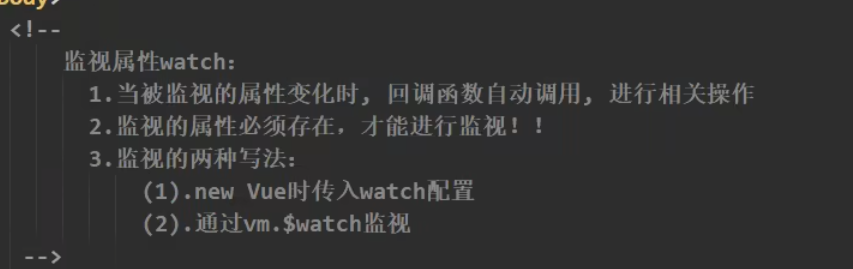 body>
<!--
监视属性watch：
1.当被监视的属性变化时, 回调函数自动调用, 进行相关操作
2.监视的属性必须存在，才能进行监视！！
3.监视的两种写法：
(1).new Vue时传入watch配置
(2).通过vm.$watch监视
-->